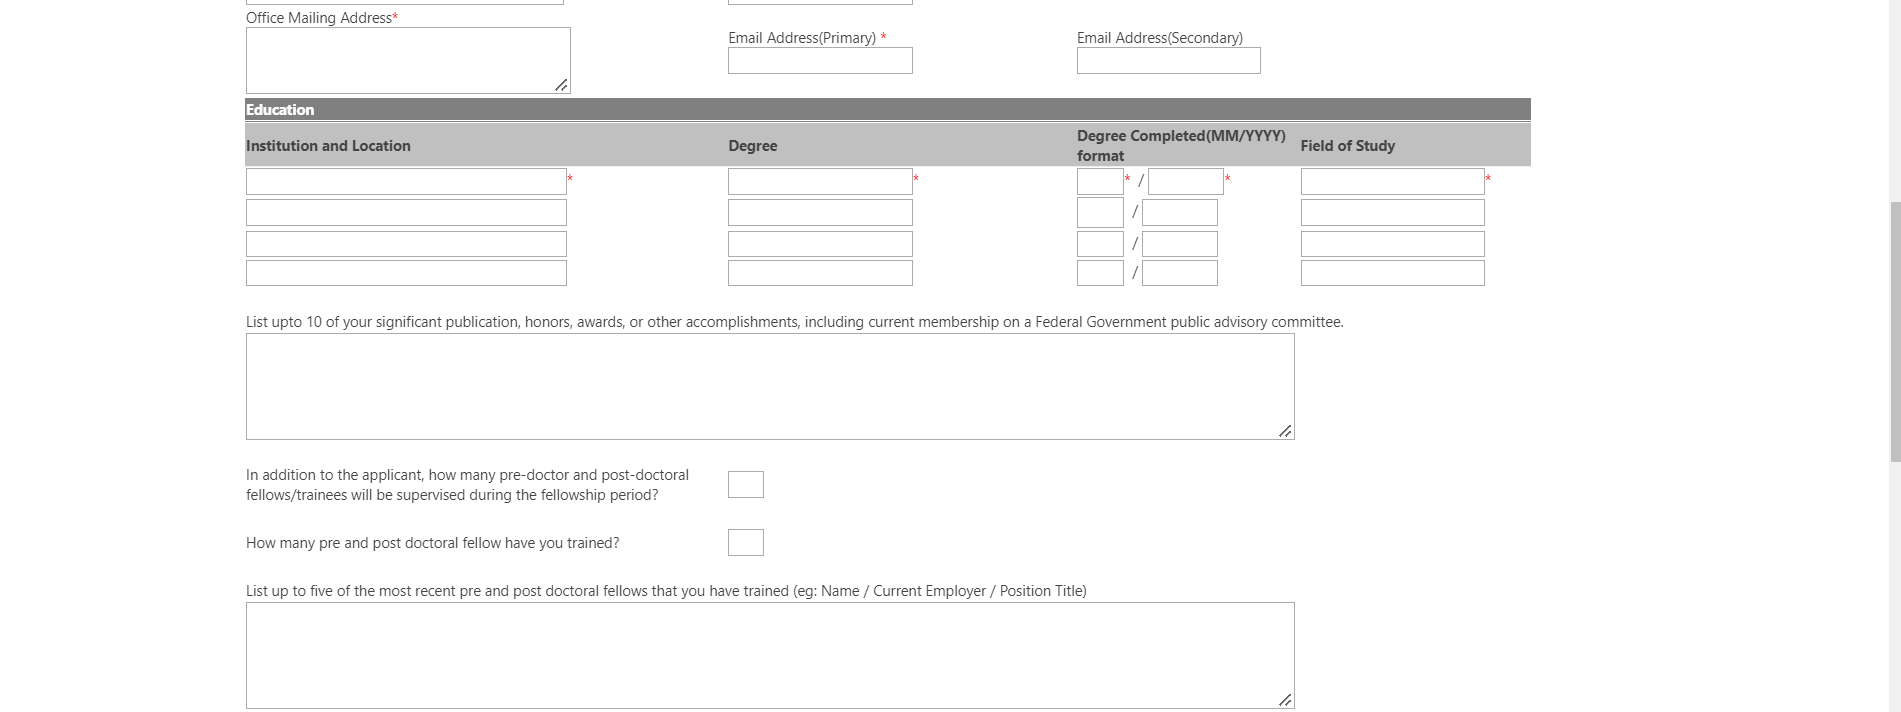 Office Mailing Address*
Email Address(Primary) *
Email Address(Secondary)
Education
Institution and Location
Degree
Degree Completed(MM/YYYY)
format
Field of Study
* * * / * *
/
/
/
List upto 10 of your significant publication, honors, awards, or other accomplishments, including current membership on a Federal Government public advisory committee.
In addition to the applicant, how many pre-doctor and post-doctoral
fellows/trainees will be supervised during the fellowship period?
How many pre and post doctoral fellow have you trained?
List up to five of the most recent pre and post doctoral fellows that you have trained (eg: Name / Current Employer / Position Title)